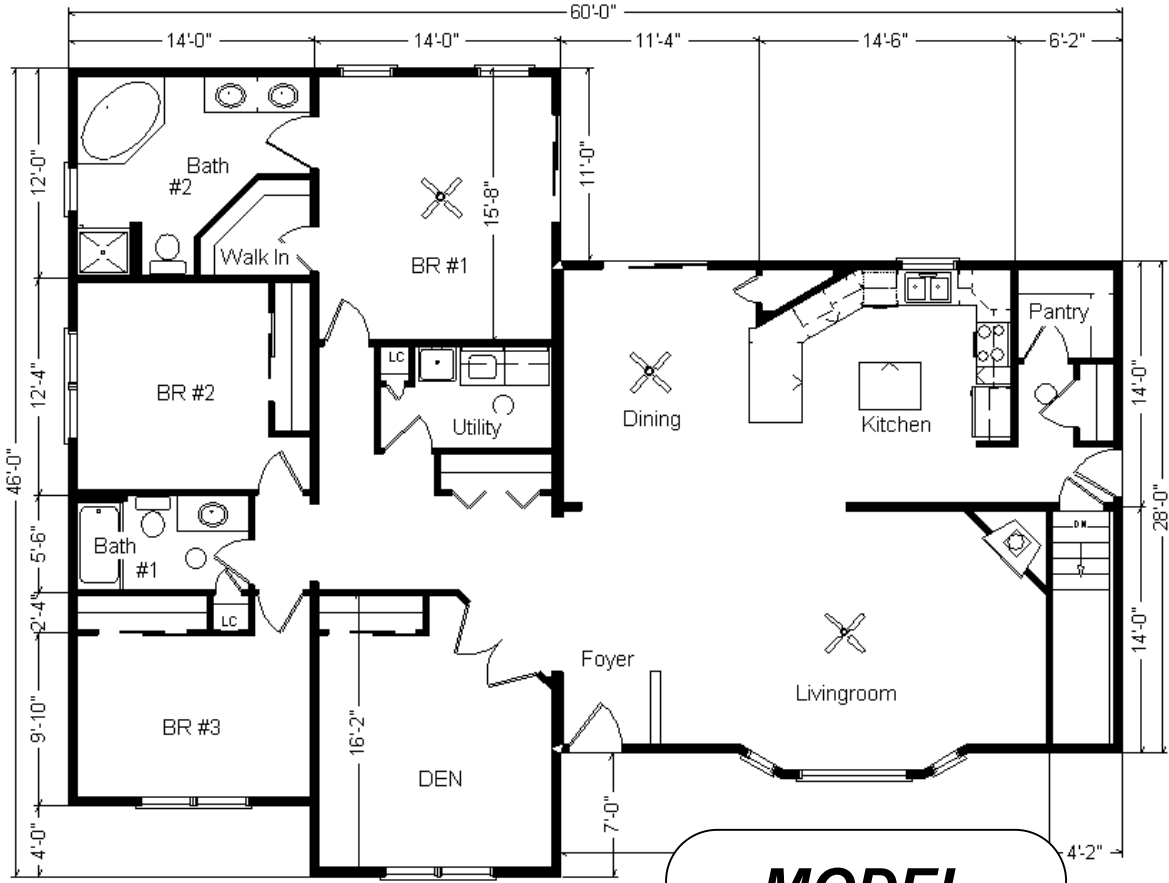 60'-0"
14'-0" 14'-0" 11'-4" 14'-6" 6'-2"
12'-0"
Bath
#2
11'-0"
15'-8"
Walk In
BR #1
46'-0"
12'-4"
BR #2
LC
Utility
Dining
Kitchen
Pantry
14'-0"
28'-0"
5'-6"
Bath
#1
DN
2'-4"
LC
Foyer
Livingroom
14'-0"
9'-10"
BR #3
16'-2"
DEN
7'-0"
4'-0"
4'-2"
MODEL